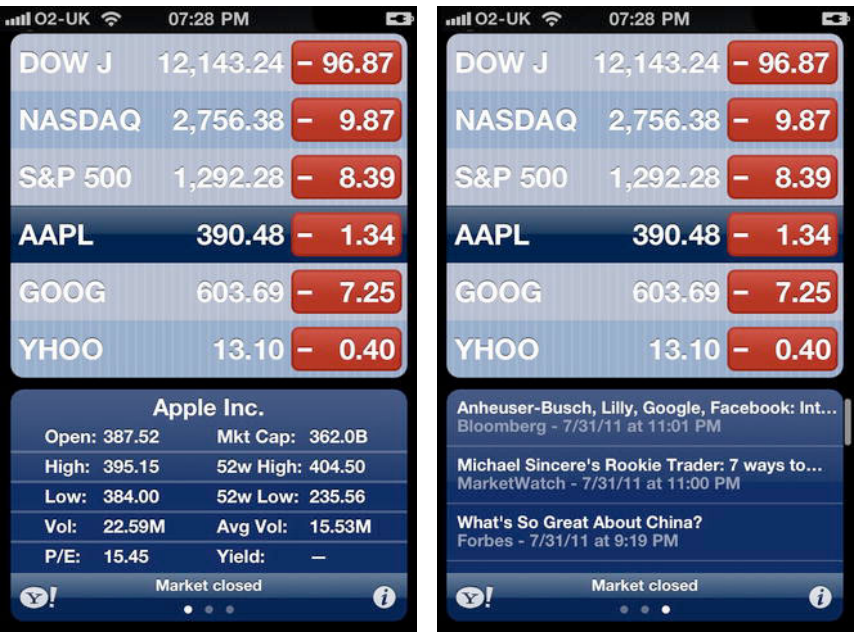 O2-UK 07:28 PM
DOW J 12,143.24 – 96.87
NASDAQ 2,756.38 – 9.87
S&P 500 1,292.28 – 8.39
AAPL 390.48 – 1.34
GOOG 603.69 – 7.25
YHOO 13.10 – 0.40
Apple Inc.
Open: 387.52 Mkt Cap: 362.0B
High: 395.15 52w High: 404.50
Low: 384.00 52w Low: 235.56
Vol: 22.59M Avg Vol: 15.53M
P/E: 15.45 Yield: –
Market closed
Y! i
O2-UK 07:28 PM
DOW J 12,143.24 – 96.87
NASDAQ 2,756.38 – 9.87
S&P 500 1,292.28 – 8.39
AAPL 390.48 – 1.34
GOOG 603.69 – 7.25
YHOO 13.10 – 0.40
Anheuser-Busch, Lilly, Google, Facebook: Int...
Bloomberg - 7/31/11 at 11:01 PM
Michael Sincere's Rookie Trader: 7 ways to...
MarketWatch - 7/31/11 at 11:00 PM
What's So Great About China?
Forbes - 7/31/11 at 9:19 PM
Market closed
Y! i